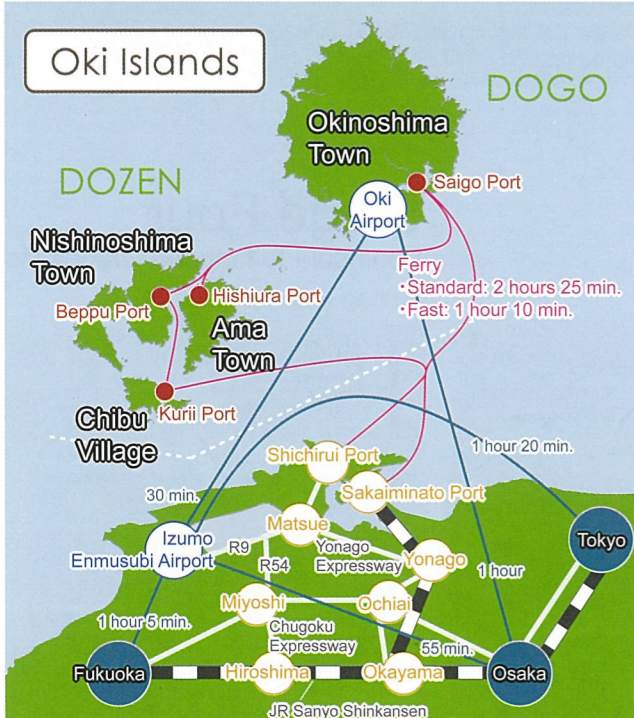 Oki Islands
DOGO
Okinoshima
Town
DOZEN
Saigo Port
Oki
Airport
Nishinoshima
Town
Ferry
・Standard: 2 hours 25 min.
・Fast: 1 hour 10 min.
Beppu Port
Hishiura Port
Ama
Town
Kurii Port
Chibu
Village
Shichirui Port
1 hour 20 min.
30 min.
Sakaiminato Port
Matsue
Izumo
Enmusubi Airport
R9
R54
Yonago
Expressway
Yonago
Tokyo
1 hour
Miyoshi
Ochiai
1 hour 5 min.
Chugoku
Expressway
55 min.
Fukuoka
Hiroshima
Okayama
Osaka
JR Sanyo Shinkansen